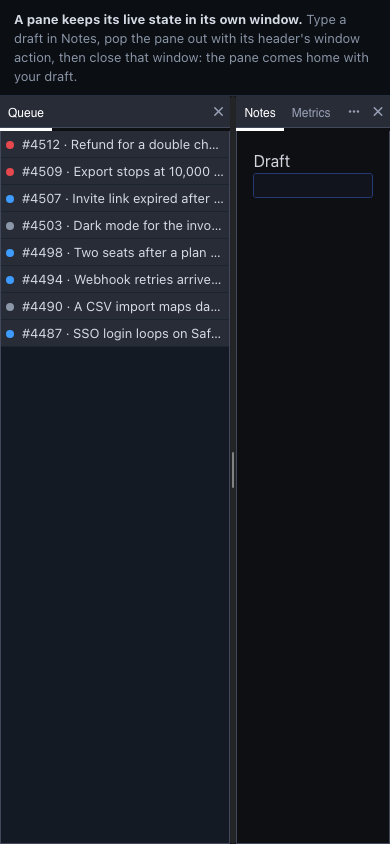 A pane keeps its live state in its own window. Type a
draft in Notes, pop the pane out with its header's window
action, then close that window: the pane comes home with
your draft.
Queue
Notes
Metrics
#4512 · Refund for a double ch...
#4509 · Export stops at 10,000 ...
#4507 · Invite link expired after ...
#4503 · Dark mode for the invo...
#4498 · Two seats after a plan ...
#4494 · Webhook retries arrive...
#4490 · A CSV import maps da...
#4487 · SSO login loops on Saf...
Draft